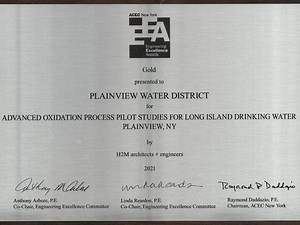 ACEC New York
EEA
Engineering
Excellence
Awards
Gold
presented to
PLAINVIEW WATER DISTRICT
for
ADVANCED OXIDATION PROCESS PILOT STUDIES FOR LONG ISLAND DRINKING WATER
PLAINVIEW, NY
by
H2M architects + engineers
2021
Anthony Arbore, P.E. Linda Reardon, P.E. Raymond Daddazio, P.E.
Co-Chair, Engineering Excellence Committee Co-Chair, Engineering Excellence Committee Chairman, ACEC New York